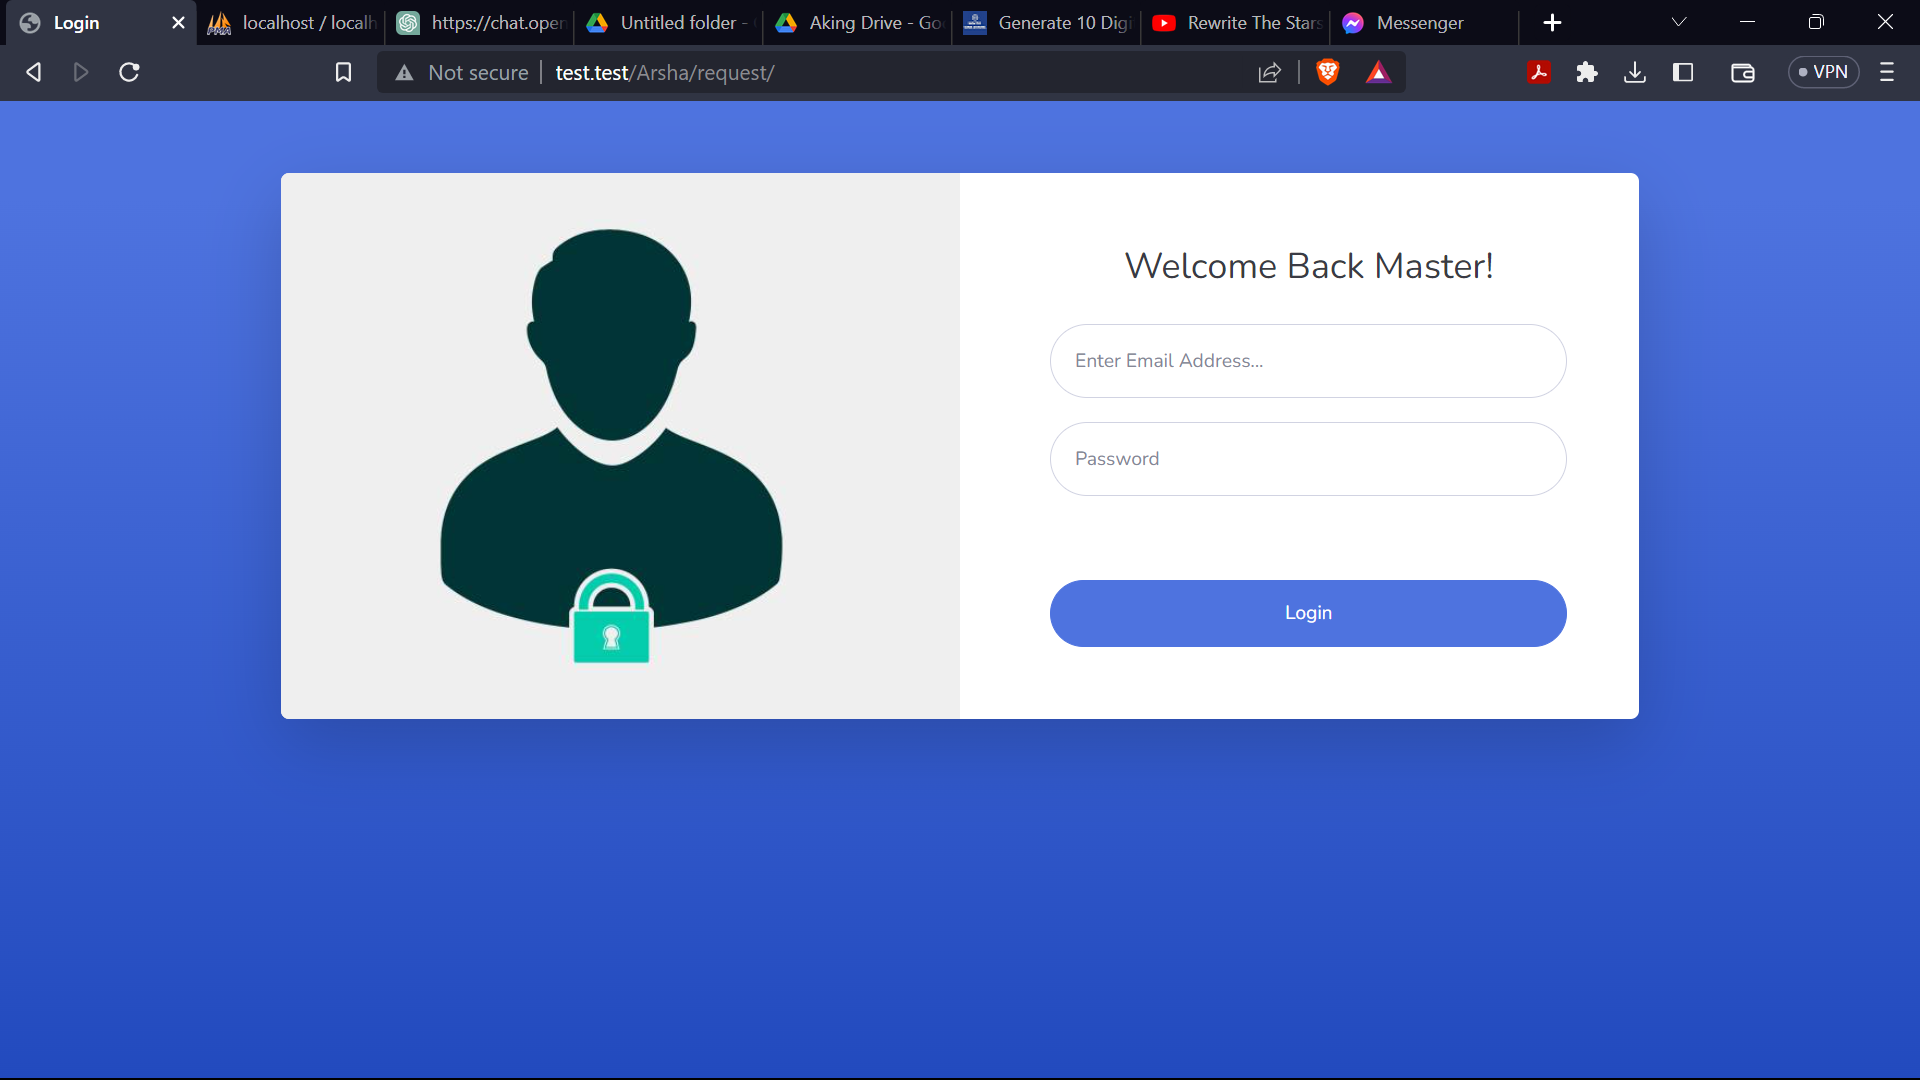 Login
localhost / localh
https://chat.open
Untitled folder -
Aking Drive - Go
Generate 10 Digi
Rewrite The Stars
Messenger
Not secure
test.test/Arsha/request/
VPN
Welcome Back Master!
Enter Email Address...
Password
Login